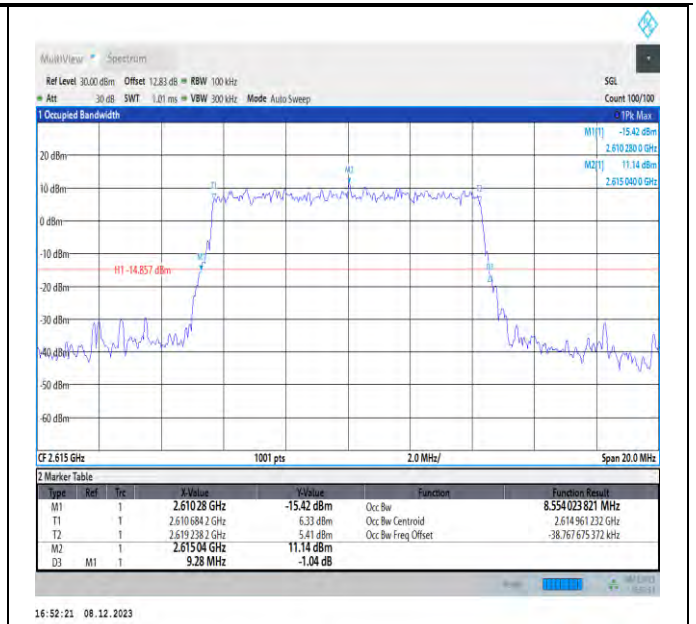 MultiView Spectrum
Ref Level 30.00 dBm Offset 12.83 dB RBW 100 kHz SGL
Att 30 dB SWT 1.01 ms VBW 300 kHz Mode Auto Sweep Count 100/100
1 Occupied Bandwidth 1Pk Max
M1[1] -15.42 dBm
2.610 280 0 GHz
M2[1] 11.14 dBm
2.615 040 0 GHz
20 dBm
M2
T1 T2
10 dBm
0 dBm
-10 dBm
H1 -14.857 dBm
-20 dBm
-30 dBm
-40 dBm
-50 dBm
-60 dBm
CF 2.615 GHz 1001 pts 2.0 MHz/ Span 20.0 MHz
2 Marker Table
Type Ref Trc X-Value Y-Value Function Function Result
M1 1 2.61028 GHz -15.42 dBm Occ Bw 8.554 023 821 MHz
T1 1 2.610 684 2 GHz 6.33 dBm Occ Bw Centroid 2.614 961 232 GHz
T2 1 2.619 238 2 GHz 5.41 dBm Occ Bw Freq Offset -38.767 675 372 kHz
M2 1 2.61504 GHz 11.14 dBm
D3 M1 1 9.28 MHz -1.04 dB
16:52:21 08.12.2023